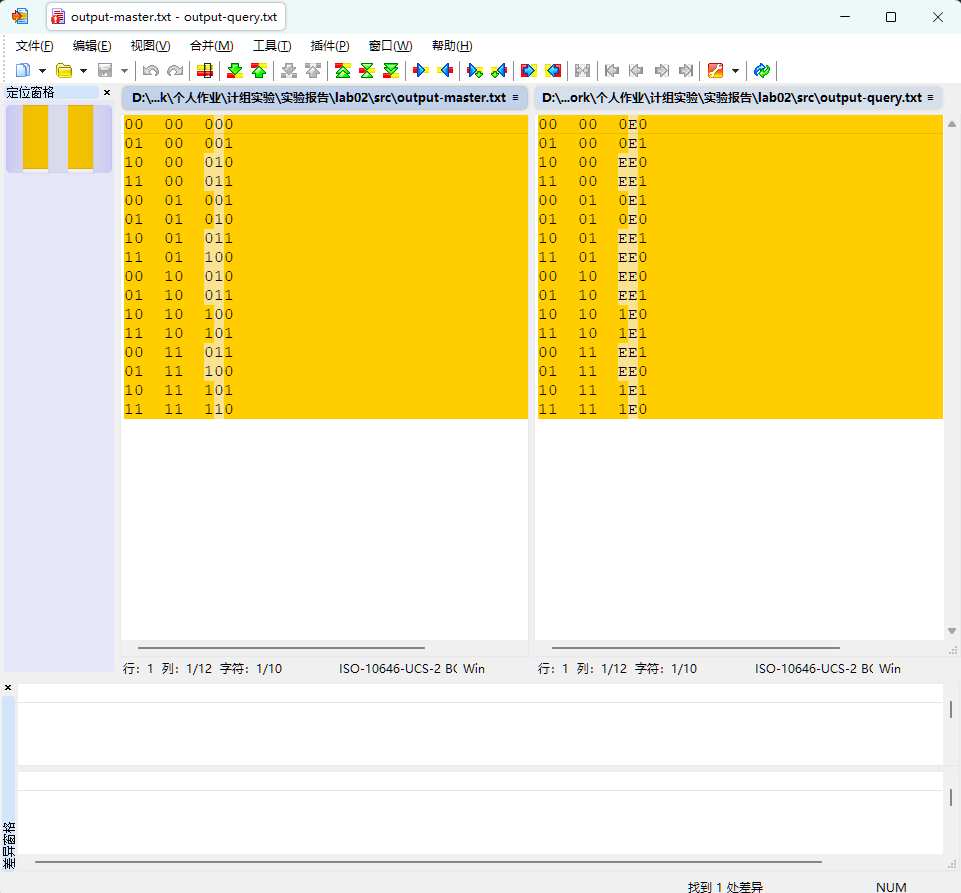 output-master.txt - output-query.txt
文件(F) 编辑(E) 视图(V) 合并(M) 工具(T) 插件(P) 窗口(W) 帮助(H)
定位窗格
D:\...k\个人作业\计组实验\实验报告\lab02\src\output-master.txt
00 00 000
01 00 001
10 00 010
11 00 011
00 01 001
01 01 010
10 01 011
11 01 100
00 10 010
01 10 011
10 10 100
11 10 101
00 11 011
01 11 100
10 11 101
11 11 110
行: 1 列: 1/12 字符: 1/10 ISO-10646-UCS-2 BO Win
D:\...ork\个人作业\计组实验\实验报告\lab02\src\output-query.txt
00 00 0E0
01 00 0E1
10 00 EE0
11 00 EE1
00 01 0E1
01 01 0E0
10 01 EE1
11 01 EE0
00 10 EE0
01 10 EE1
10 10 1E0
11 10 1E1
00 11 EE1
01 11 EE0
10 11 1E1
11 11 1E0
行: 1 列: 1/12 字符: 1/10 ISO-10646-UCS-2 BO Win
差异窗格
找到 1 处差异 NUM